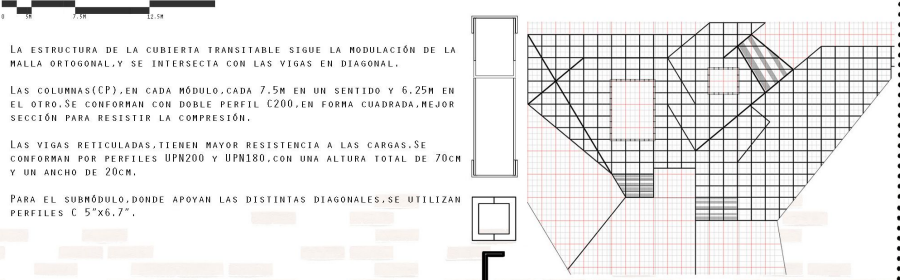 0 5M 7.5M 12.5M
La estructura de la cubierta transitable sigue la modulación de la
malla ortogonal,y se intersecta con las vigas en diagonal.
Las columnas(CP),en cada módulo,cada 7.5m en un sentido y 6.25m en
el otro.Se conforman con doble perfil C200,en forma cuadrada,mejor
sección para resistir la compresión.
Las vigas reticuladas,tienen mayor resistencia a las cargas.Se
conforman por perfiles UPN200 y UPN180,con una altura total de 70cm
y un ancho de 20cm.
Para el submódulo,donde apoyan las distintas diagonales,se utilizan
perfiles C 5"x6.7".